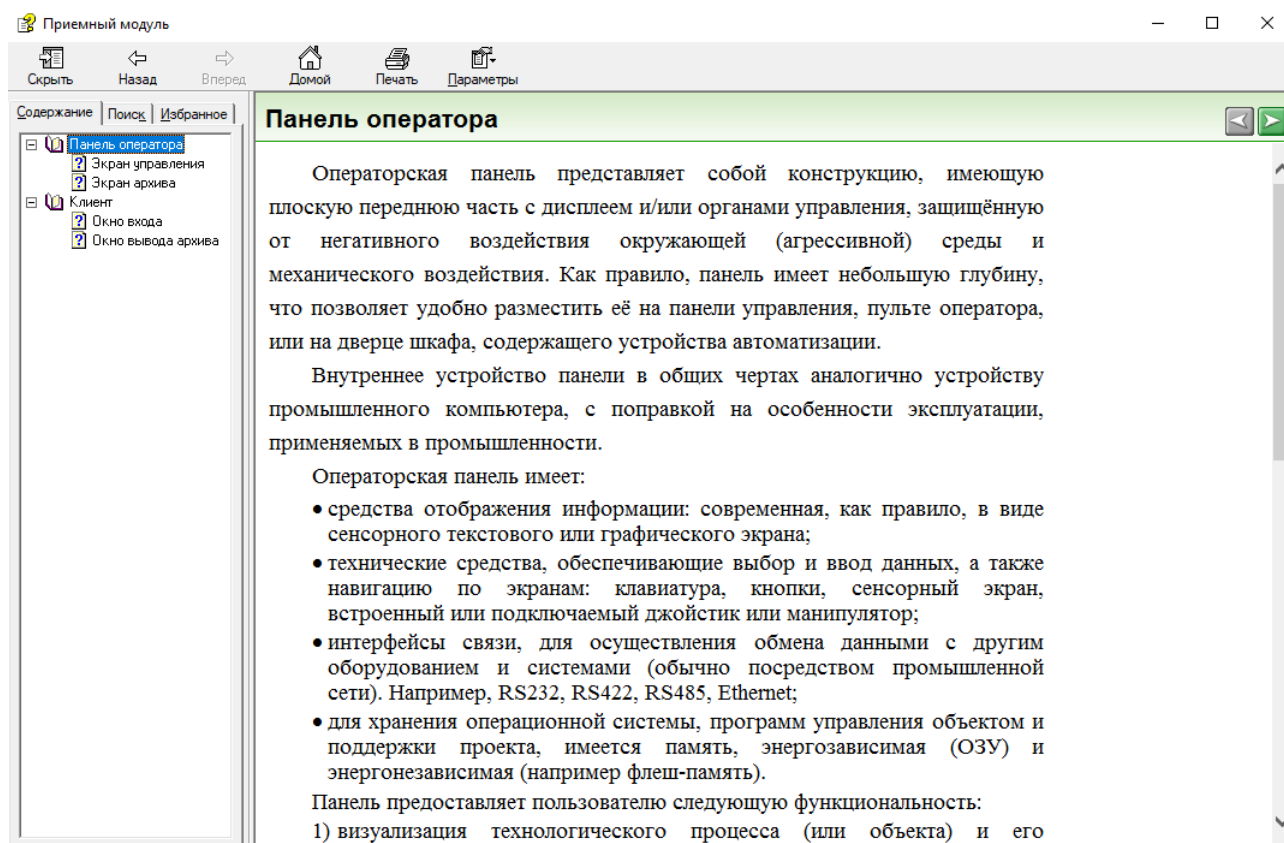 Приемный модуль
Скрыть Назад Вперед Домой Печать Параметры
Содержание Поиск Избранное
Панель оператора
Экран управления
Экран архива
Клиент
Окно входа
Окно вывода архива
Панель оператора
Операторская панель представляет собой конструкцию, имеющую
плоскую переднюю часть с дисплеем и/или органами управления, защищённую
от негативного воздействия окружающей (агрессивной) среды и
механического воздействия. Как правило, панель имеет небольшую глубину,
что позволяет удобно разместить её на панели управления, пульте оператора,
или на дверце шкафа, содержащего устройства автоматизации.
Внутреннее устройство панели в общих чертах аналогично устройству
промышленного компьютера, с поправкой на особенности эксплуатации,
применяемых в промышленности.
Операторская панель имеет:
• средства отображения информации: современная, как правило, в виде
сенсорного текстового или графического экрана;
• технические средства, обеспечивающие выбор и ввод данных, а также
навигацию по экранам: клавиатура, кнопки, сенсорный экран,
встроенный или подключаемый джойстик или манипулятор;
• интерфейсы связи, для осуществления обмена данными с другим
оборудованием и системами (обычно посредством промышленной
сети). Например, RS232, RS422, RS485, Ethernet;
• для хранения операционной системы, программ управления объектом и
поддержки проекта, имеется память, энергозависимая (ОЗУ) и
энергонезависимая (например флеш-память).
Панель предоставляет пользователю следующую функциональность:
1) визуализация технологического процесса (или объекта) и его